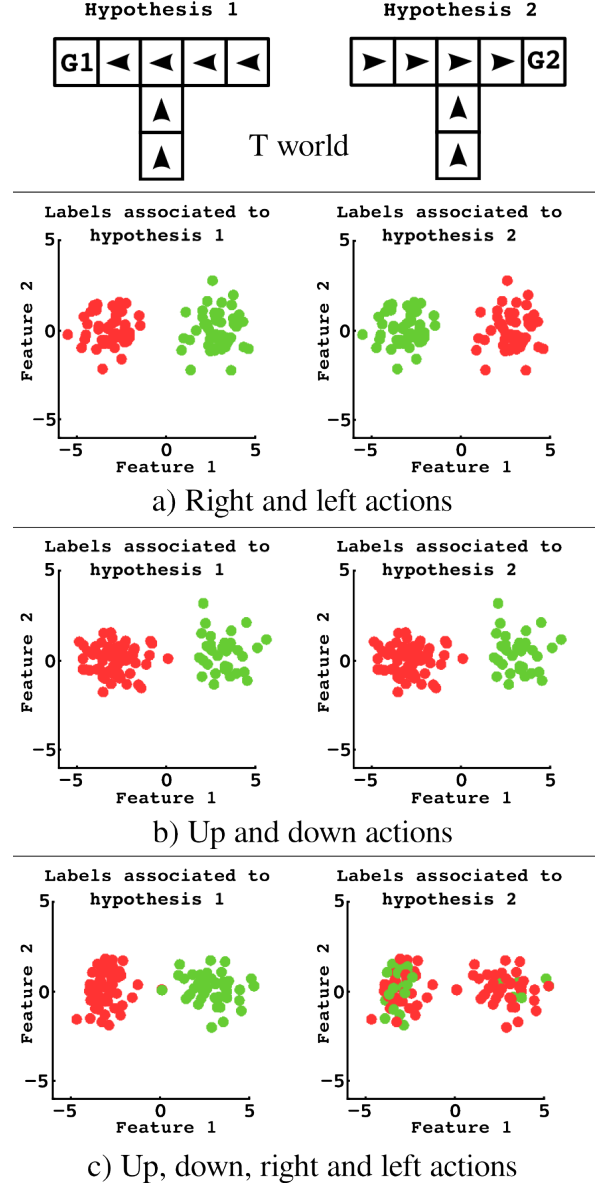 Hypothesis 1 Hypothesis 2
G1 G2
T world
Labels associated to hypothesis 1
Labels associated to hypothesis 2
5
0
−5
Feature 2
−5 0 5
Feature 1
5
0
−5
Feature 2
−5 0 5
Feature 1
a) Right and left actions
Labels associated to hypothesis 1
Labels associated to hypothesis 2
5
0
−5
Feature 2
−5 0 5
Feature 1
5
0
−5
Feature 2
−5 0 5
Feature 1
b) Up and down actions
Labels associated to hypothesis 1
Labels associated to hypothesis 2
5
0
−5
Feature 2
−5 0 5
Feature 1
5
0
−5
Feature 2
−5 0 5
Feature 1
c) Up, down, right and left actions